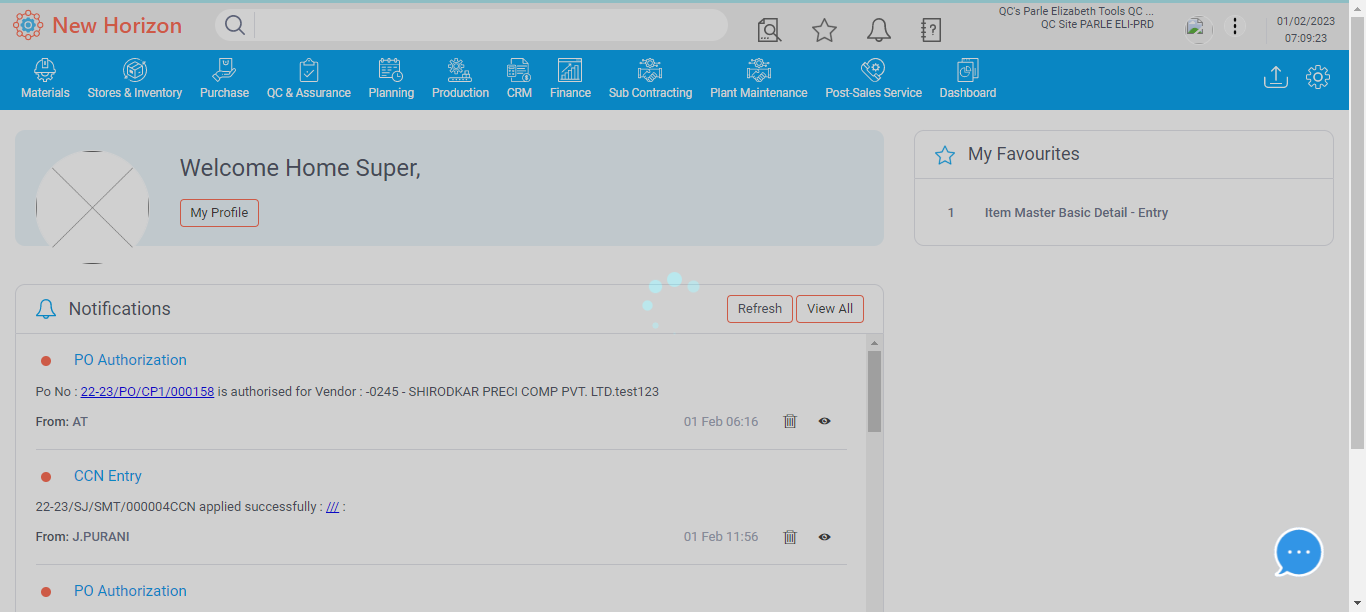 New Horizon
QC's Parle Elizabeth Tools QC ...
QC Site PARLE ELI-PRD
01/02/2023
07:09:23
Materials
Stores & Inventory
Purchase
QC & Assurance
Planning
Production
CRM
Finance
Sub Contracting
Plant Maintenance
Post-Sales Service
Dashboard
Welcome Home Super,
My Profile
My Favourites
1 Item Master Basic Detail - Entry
Notifications
Refresh
View All
PO Authorization
Po No : 22-23/PO/CP1/000158 is authorised for Vendor : -0245 - SHIRODKAR PRECI COMP PVT. LTD.test123
From: AT
01 Feb 06:16
CCN Entry
22-23/SJ/SMT/000004CCN applied successfully : /// :
From: J.PURANI
01 Feb 11:56
PO Authorization